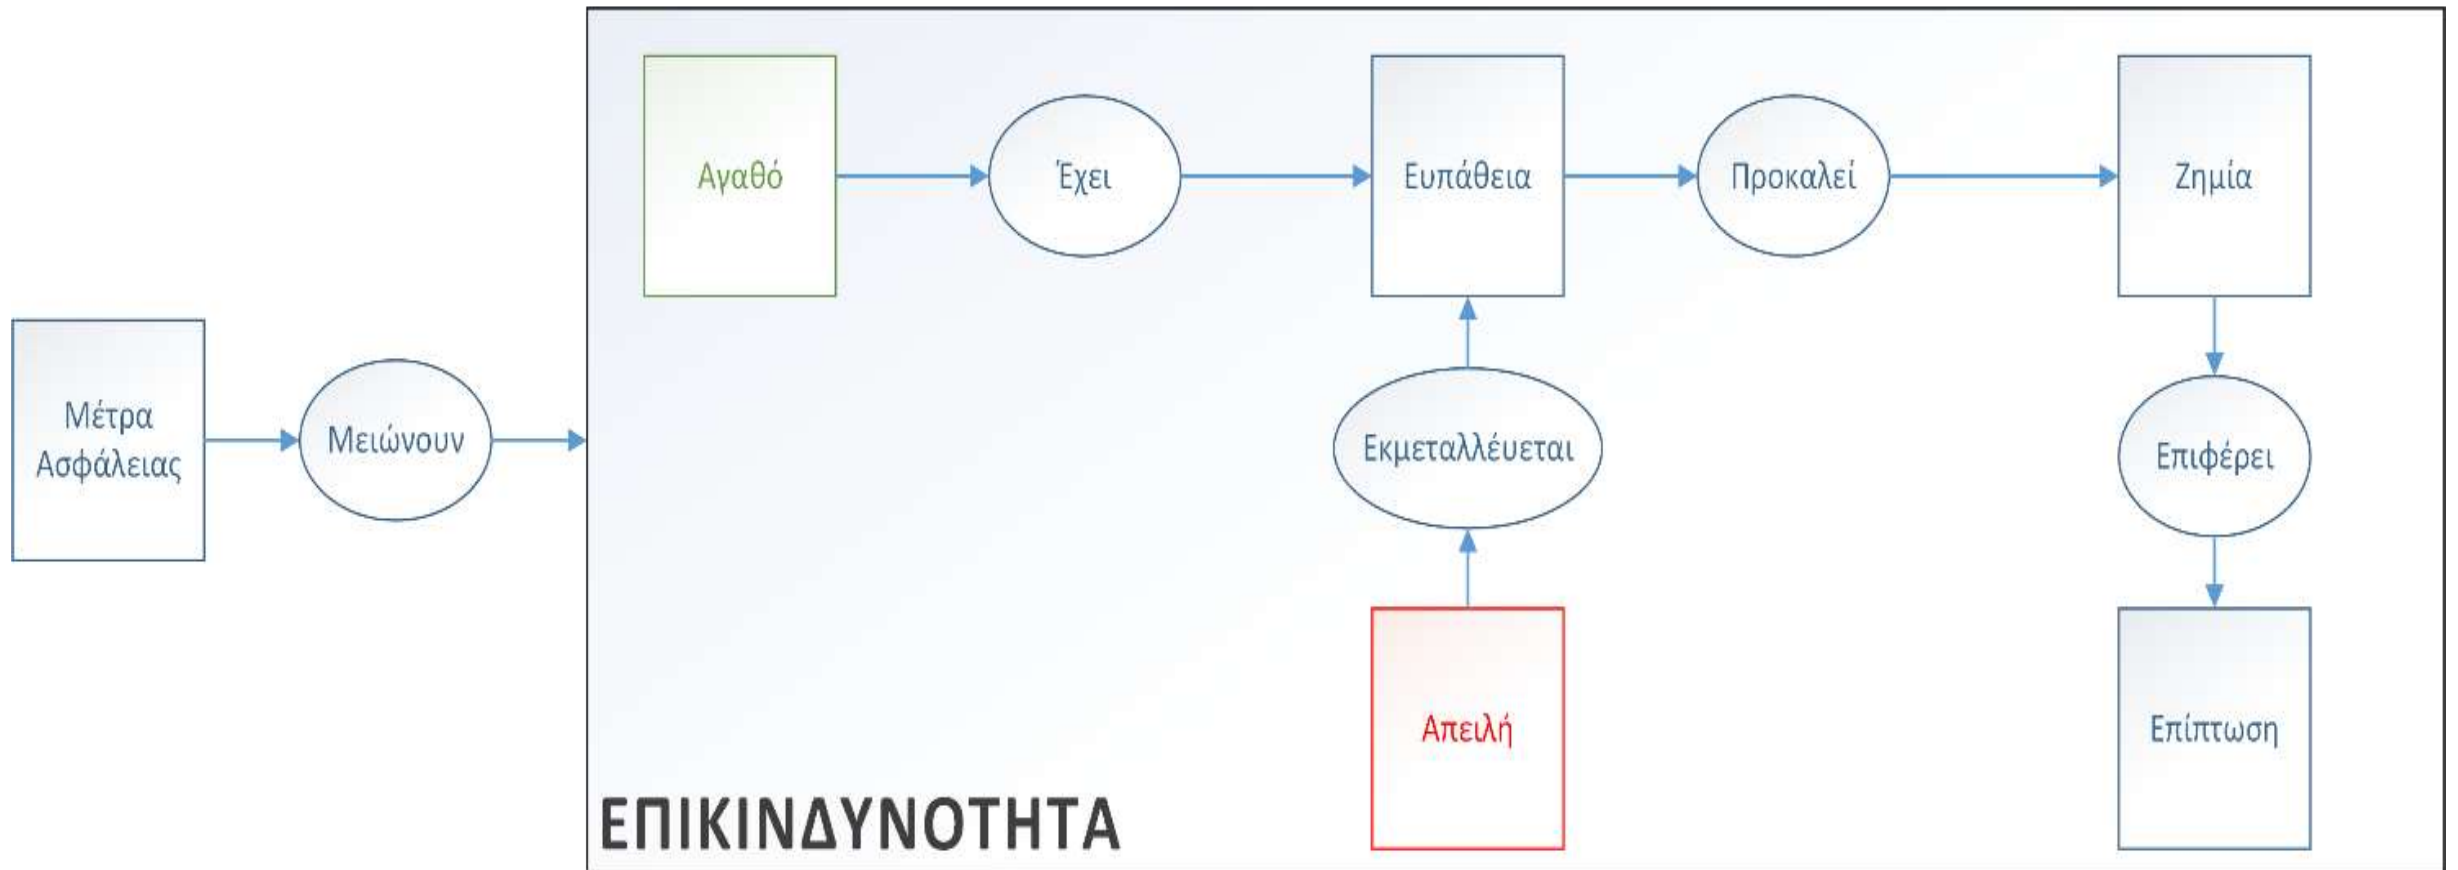 Αγαθό
Έχει
Ευπάθεια
Προκαλεί
Ζημία
Μέτρα
Ασφάλειας
Μειώνουν
Εκμεταλλέυεται
Επιφέρει
Απειλή
Επίπτωση
ΕΠΙΚΙΝΔΥΝΟΤΗΤΑ